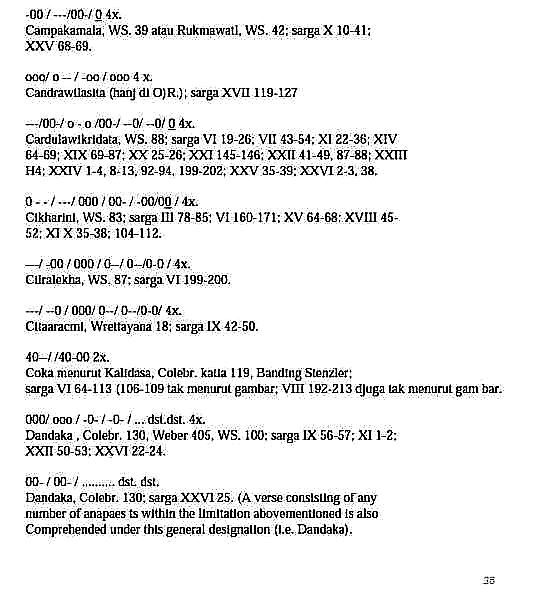 -00 / ---/00-/ 0 4x.
Campakamala, WS. 39 atau Rukmawati, WS. 42; sarga X 10-41;
XXV 68-69.
ooo/ o -- / -oo / ooo 4 x.
Candrawilasita (hanj di O)R.); sarga XVII 119-127
---/00-/ o - o /00-/ --0/ --0/ 0 4x.
Cardulawikridata, WS. 88; sarga VI 19-26; VII 43-54; XI 22-36; XIV
64-69; XIX 69-87; XX 25-26; XXI 145-146; XXII 41-49, 87-88; XXIII
H4; XXIV 1-4, 8-13, 92-94, 199-202; XXV 35-39; XXVI 2-3, 38.
0 - - / ---/ 000 / 00- / -00/00 / 4x.
Cikharini, WS. 83; sarga III 78-85; VI 160-171; XV 64-68; XVIII 45-
52; XI X 35-38; 104-112.
---/ -00 / 000 / 0--/ 0--/0-0 / 4x.
Citralekha, WS. 87; sarga VI 199-200.
---/ --0 / 000/ 0--/ 0--/0-0/ 4x.
Citaaracmi, Wrettayana 18; sarga IX 42-50.
40--/ /40-00 2x.
Coka menurut Kalidasa, Colebr. katia 119, Banding Stenzler;
sarga VI 64-113 (106-109 tak menurut gambar; VIII 192-213 djuga tak menurut gam bar.
000/ ooo / -0- / -0- / ... dst.dst. 4x.
Dandaka , Colebr. 130, Weber 405, WS. 100; sarga IX 56-57; XI 1-2;
XXII 50-53; XXVI 22-24.
00- / 00- / .......... dst. dst.
Dandaka, Colebr. 130; sarga XXVI 25. (A verse consisting of any
number of anapaes ts within the limitation abovementioned is also
Comprehended under this general designation (i.e. Dandaka).
25